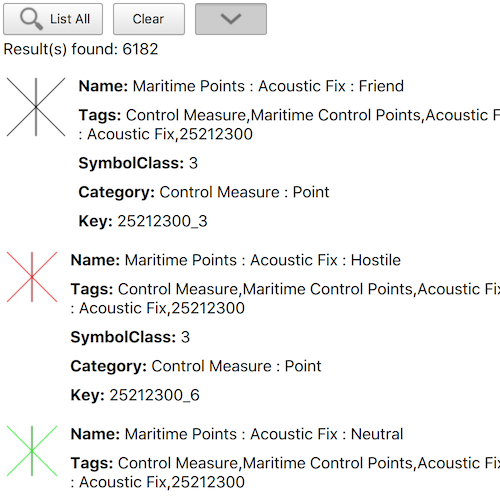 List All Clear
Result(s) found: 6182
Name: Maritime Points : Acoustic Fix : Friend
Tags: Control Measure,Maritime Control Points,Acoustic F
: Acoustic Fix,25212300
SymbolClass: 3
Category: Control Measure : Point
Key: 25212300_3
Name: Maritime Points : Acoustic Fix : Hostile
Tags: Control Measure,Maritime Control Points,Acoustic Fix
: Acoustic Fix,25212300
SymbolClass: 3
Category: Control Measure : Point
Key: 25212300_6
Name: Maritime Points : Acoustic Fix : Neutral
Tags: Control Measure,Maritime Control Points,Acoustic Fix
: Acoustic Fix,25212300